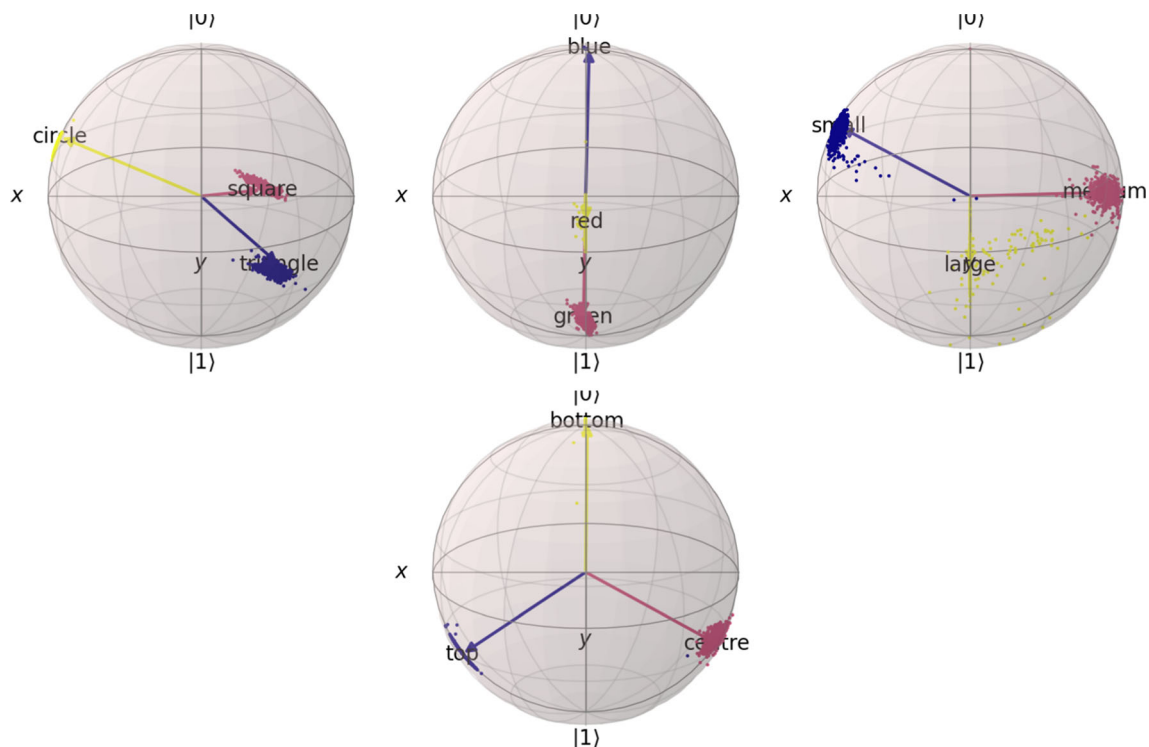 |0⟩ |0⟩ |0⟩
blue
circle small
square medium
x x x
red
y triangle y y large
green
|1⟩ |1⟩ |1⟩
|0⟩
bottom
x
y
top centre
|1⟩